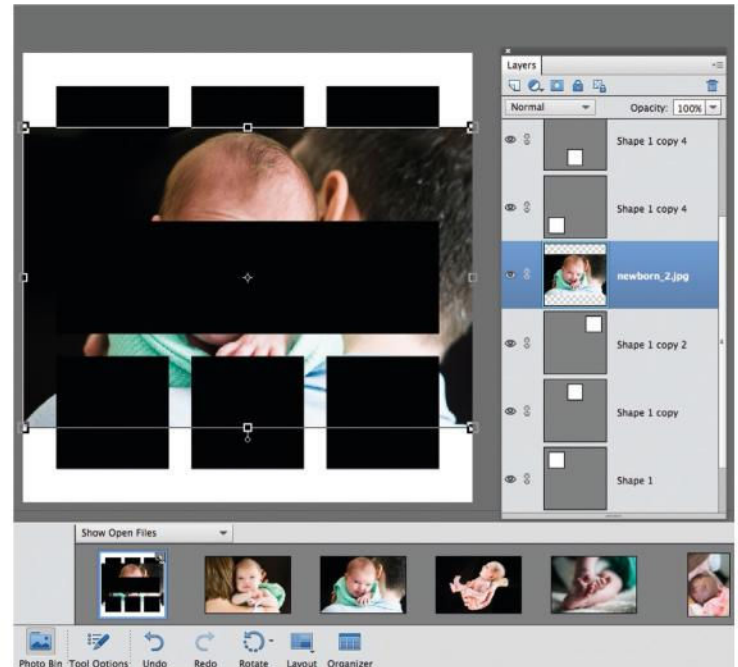 Layers
Normal
Opacity: 100%
Shape 1 copy 4
Shape 1 copy 4
newborn_2.jpg
Shape 1 copy 2
Shape 1 copy
Shape 1
Show Open Files
Photo Bin Tool Options Undo Redo Rotate Layout Organizer